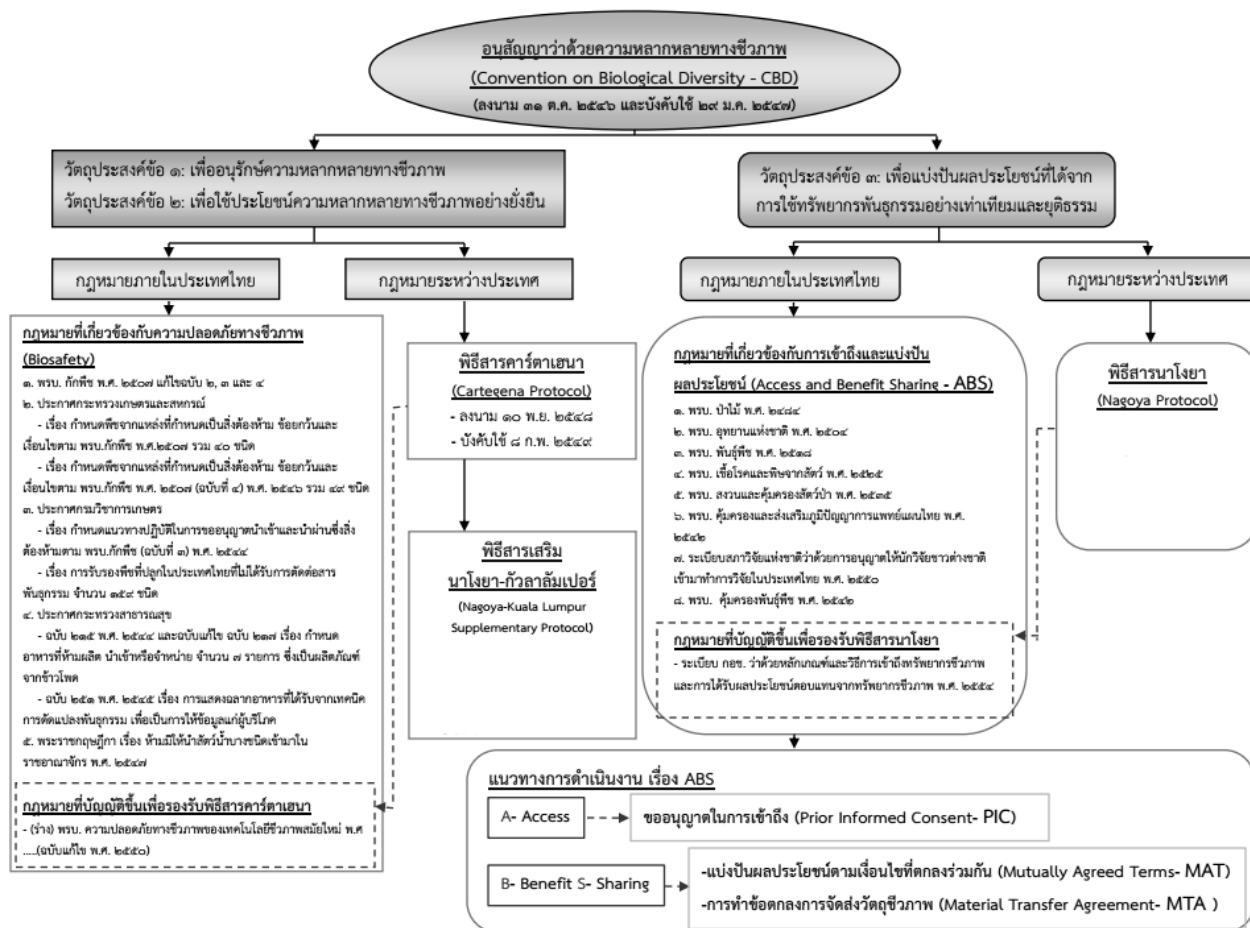 อนุสัญญาว่าด้วยความหลากหลายทางชีวภาพ
(Convention on Biological Diversity - CBD)
(ลงนาม ๓๑ ต.ค. ๒๕๔๖ และบังคับใช้ ๒๙ ม.ค. ๒๕๔๗)
วัตถุประสงค์ข้อ ๑: เพื่ออนุรักษ์ความหลากหลายทางชีวภาพ
วัตถุประสงค์ข้อ ๒: เพื่อใช้ประโยชน์ความหลากหลายทางชีวภาพอย่างยั่งยืน
วัตถุประสงค์ข้อ ๓: เพื่อแบ่งปันผลประโยชน์ที่ได้จาก
การใช้ทรัพยากรพันธุกรรมอย่างเท่าเทียมและยุติธรรม
กฎหมายภายในประเทศไทย
กฎหมายระหว่างประเทศ
กฎหมายภายในประเทศไทย
กฎหมายระหว่างประเทศ
กฎหมายที่เกี่ยวข้องกับความปลอดภัยทางชีวภาพ
(Biosafety)
๑. พรบ. กักพืช พ.ศ. ๒๕๐๗ แก้ไขฉบับ ๒, ๓ และ ๔
๒. ประกาศกระทรวงเกษตรและสหกรณ์
- เรื่อง กำหนดพืชจากแหล่งที่กำหนดเป็นสิ่งต้องห้าม ข้อยกเว้นและ
เงื่อนไขตาม พรบ.กักพืช พ.ศ.๒๕๐๗ รวม ๔๐ ชนิด
- เรื่อง กำหนดพืชจากแหล่งที่กำหนดเป็นสิ่งต้องห้าม ข้อยกเว้นและ
เงื่อนไขตาม พรบ.กักพืช พ.ศ. ๒๕๐๗ (ฉบับที่ ๔) พ.ศ. ๒๕๔๖ รวม ๔๙ ชนิด
๓. ประกาศกรมวิชาการเกษตร
- เรื่อง กำหนดแนวทางปฏิบัติในการขออนุญาตนำเข้าและนำผ่านซึ่งสิ่ง
ต้องห้ามตาม พรบ.กักพืช (ฉบับที่ ๓) พ.ศ. ๒๕๔๔
- เรื่อง การรับรองพืชที่ปลูกในประเทศไทยที่ไม่ได้รับการตัดต่อสาร
พันธุกรรม จำนวน ๑๕๙ ชนิด
๔. ประกาศกระทรวงสาธารณสุข
- ฉบับ ๒๑๕ พ.ศ. ๒๕๔๔ และฉบับแก้ไข ฉบับ ๒๑๗ เรื่อง กำหนด
อาหารที่ห้ามผลิต นำเข้าหรือจำหน่าย จำนวน ๗ รายการ ซึ่งเป็นผลิตภัณฑ์
จากข้าวโพด
- ฉบับ ๒๕๑ พ.ศ. ๒๕๔๕ เรื่อง การแสดงฉลากอาหารที่ได้รับจากเทคนิค
การดัดแปลงพันธุกรรม เพื่อเป็นการให้ข้อมูลแก่ผู้บริโภค
๕. พระราชกฤษฎีกา เรื่อง ห้ามมิให้นำสัตว์น้ำบางชนิดเข้ามาใน
ราชอาณาจักร พ.ศ. ๒๕๔๗
กฎหมายที่บัญญัติขึ้นเพื่อรองรับพิธีสารคาร์ตาเฮนา
- (ร่าง) พรบ. ความปลอดภัยทางชีวภาพของเทคโนโลยีชีวภาพสมัยใหม่ พ.ศ
.....(ฉบับแก้ไข พ.ศ. ๒๕๕๐)
พิธีสารคาร์ตาเฮนา
(Cartegena Protocol)
- ลงนาม ๑๐ พ.ย. ๒๕๔๘
- บังคับใช้ ๘ ก.พ. ๒๕๔๙
พิธีสารเสริม
นาโงยา-กัวลาลัมเปอร์
(Nagoya-Kuala Lumpur
Supplementary Protocol)
กฎหมายที่เกี่ยวข้องกับการเข้าถึงและแบ่งปัน
ผลประโยชน์ (Access and Benefit Sharing - ABS)
๑. พรบ. ป่าไม้ พ.ศ. ๒๔๘๔
๒. พรบ. อุทยานแห่งชาติ พ.ศ. ๒๕๐๔
๓. พรบ. พันธุ์พืช พ.ศ. ๒๕๑๘
๔. พรบ. เชื้อโรคและพิษจากสัตว์ พ.ศ. ๒๕๒๕
๕. พรบ. สงวนและคุ้มครองสัตว์ป่า พ.ศ. ๒๕๓๕
๖. พรบ. คุ้มครองและส่งเสริมภูมิปัญญาการแพทย์แผนไทย พ.ศ.
๒๕๔๒
๗. ระเบียบสภาวิจัยแห่งชาติว่าด้วยการอนุญาตให้นักวิจัยชาวต่างชาติ
เข้ามาทำการวิจัยในประเทศไทย พ.ศ. ๒๕๕๐
๘. พรบ. คุ้มครองพันธุ์พืช พ.ศ. ๒๕๔๒
กฎหมายที่บัญญัติขึ้นเพื่อรองรับพิธีสารนาโงยา
- ระเบียบ กอช. ว่าด้วยหลักเกณฑ์และวิธีการเข้าถึงทรัพยากรชีวภาพ
และการได้รับผลประโยชน์ตอบแทนจากทรัพยากรชีวภาพ พ.ศ. ๒๕๕๔
พิธีสารนาโงยา
(Nagoya Protocol)
แนวทางการดำเนินงาน เรื่อง ABS
A- Access
ขออนุญาตในการเข้าถึง (Prior Informed Consent- PIC)
B- Benefit S- Sharing
-แบ่งปันผลประโยชน์ตามเงื่อนไขที่ตกลงร่วมกัน (Mutually Agreed Terms- MAT)
-การทำข้อตกลงการจัดส่งวัตถุชีวภาพ (Material Transfer Agreement- MTA )